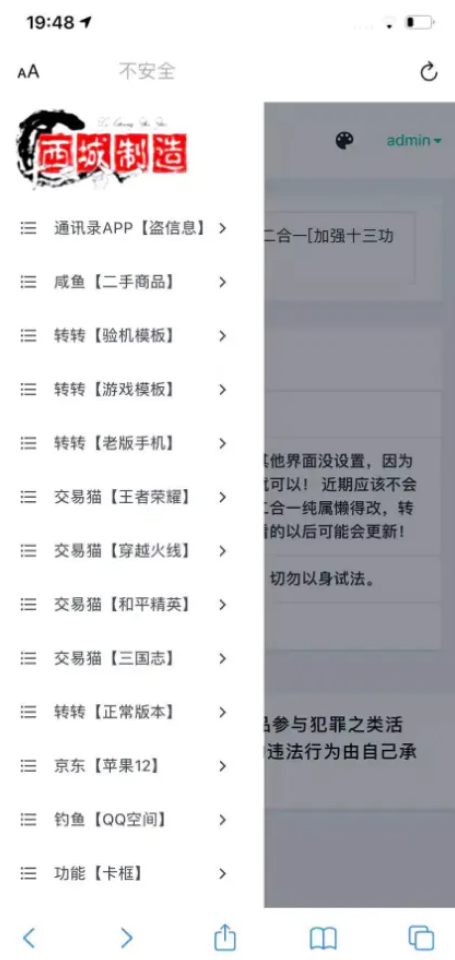 19:48
AA
不安全
西城制造
admin
通讯录APP【盗信息】
二合一[加强十三功
咸鱼【二手商品】
转转【验机模板】
转转【游戏模板】
转转【老版手机】
其他界面没设置，因为
就可以！ 近期应该不会
二合一纯属懒得改，转
看的以后可能会更新！
交易猫【王者荣耀】
交易猫【穿越火线】
切勿以身试法。
交易猫【和平精英】
交易猫【三国志】
转转【正常版本】
品参与犯罪之类活
违法行为由自己承
京东【苹果12】
钓鱼【QQ空间】
功能【卡框】